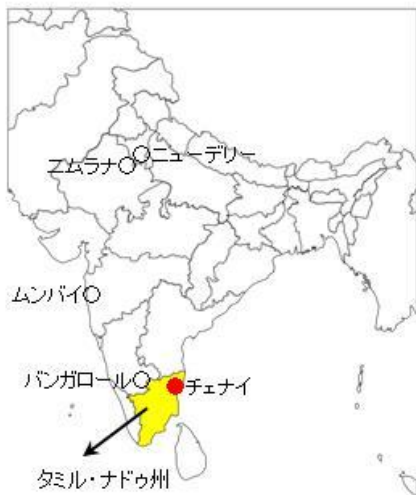 ニューデリー
ニムラナ
ムンバイ
バンガロール
チェナイ
タミル・ナドゥ州